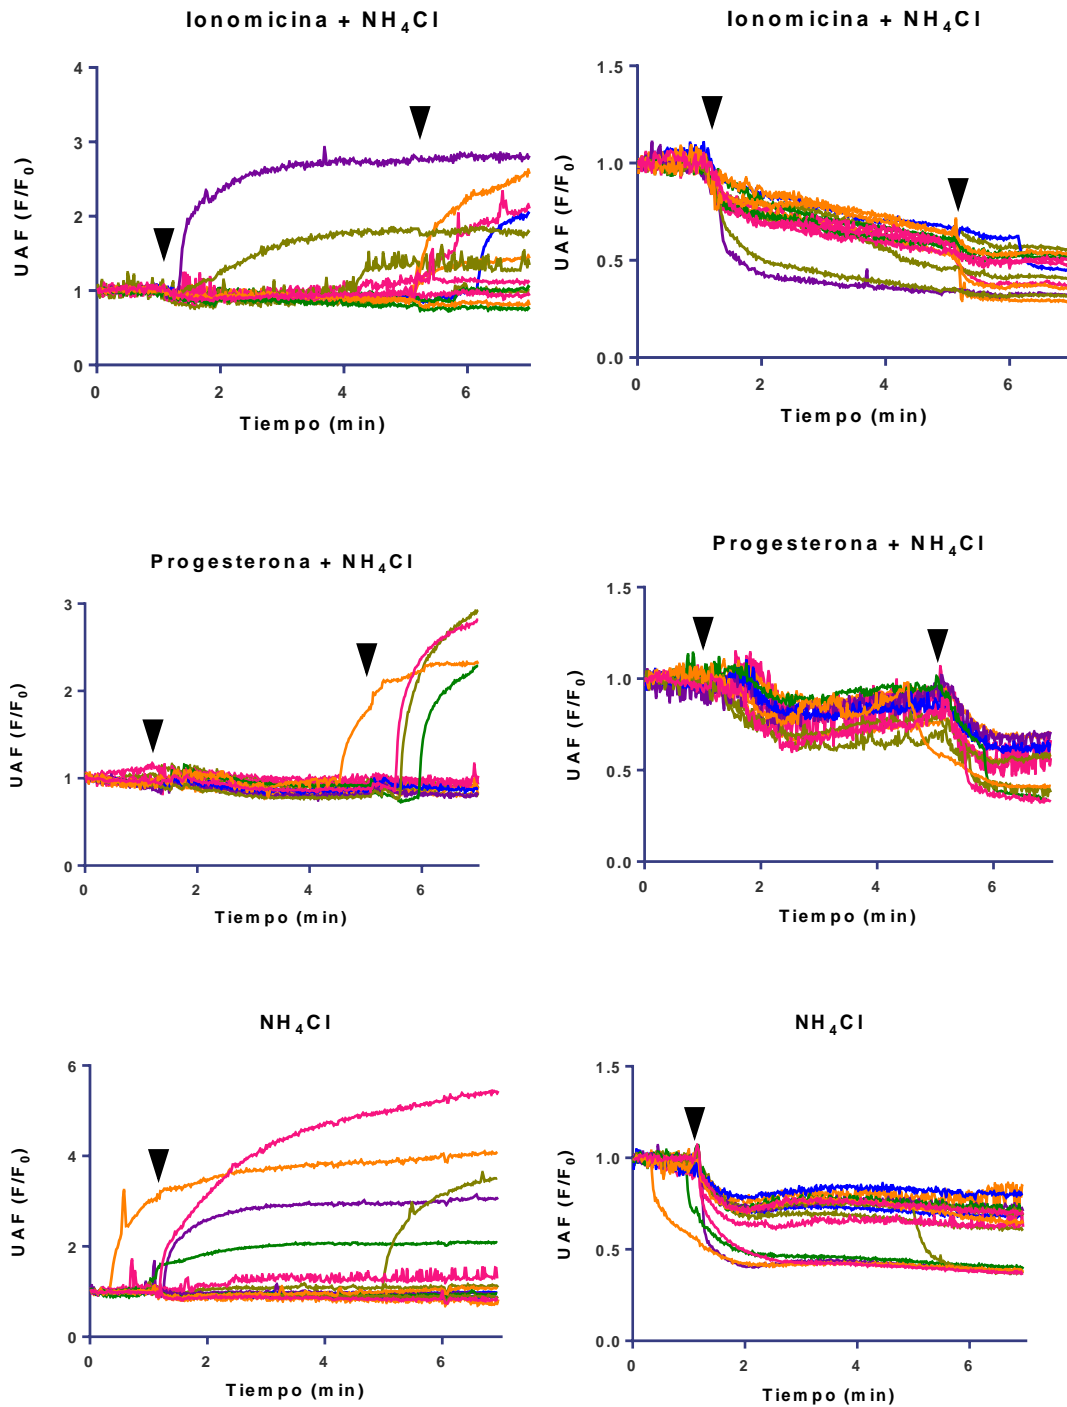 Ionomicina + NH₄Cl
UAF (F/F₀)
4
3
2
1
0
0 2 4 6
Tiempo (min)
Ionomicina + NH₄Cl
UAF (F/F₀)
1.5
1.0
0.5
0.0
0 2 4 6
Tiempo (min)
Progesterona + NH₄Cl
UAF (F/F₀)
3
2
1
0
0 2 4 6
Tiempo (min)
Progesterona + NH₄Cl
UAF (F/F₀)
1.5
1.0
0.5
0.0
0 2 4 6
Tiempo (min)
NH₄Cl
UAF (F/F₀)
6
4
2
0
0 2 4 6
Tiempo (min)
NH₄Cl
UAF (F/F₀)
1.5
1.0
0.5
0.0
0 2 4 6
Tiempo (min)